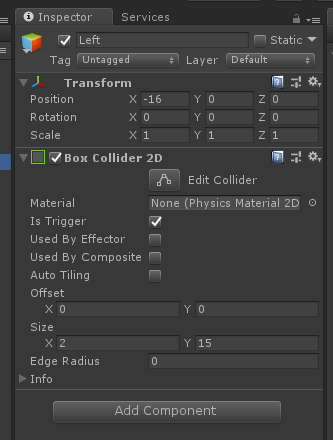 Inspector Services
Left Static
Tag Untagged Layer Default
Transform
Position X -16 Y 0 Z 0
Rotation X 0 Y 0 Z 0
Scale X 1 Y 1 Z 1
Box Collider 2D
Edit Collider
Material None (Physics Material 2D
Is Trigger
Used By Effector
Used By Composite
Auto Tiling
Offset
X 0 Y 0
Size
X 2 Y 15
Edge Radius 0
Info
Add Component